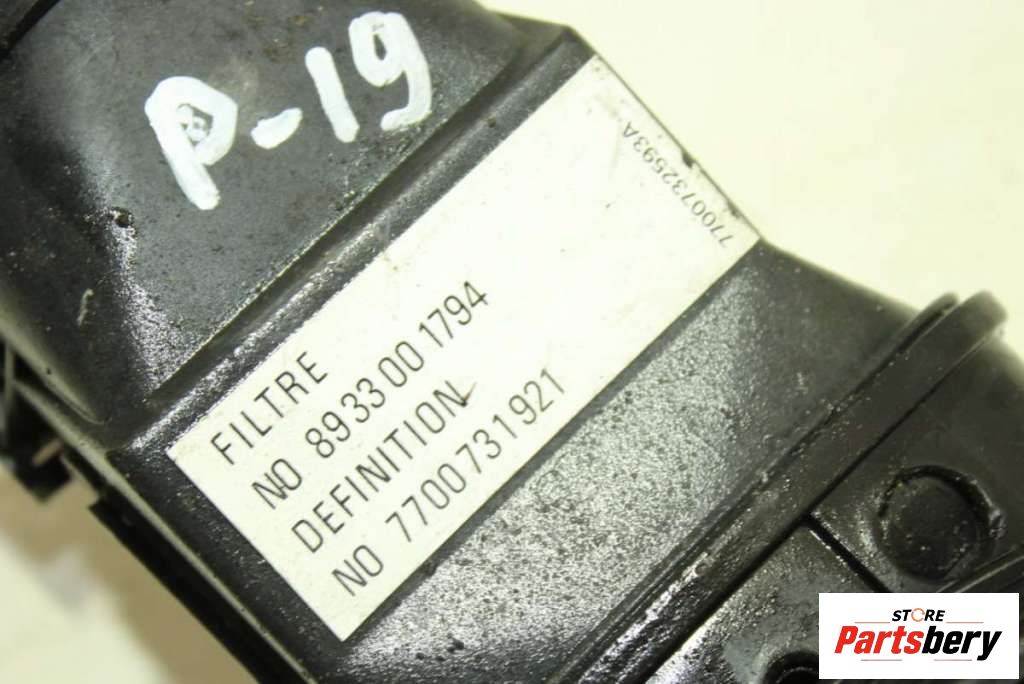 P-19
7700732593A
FILTRE
NO 8933001794
DEFINITION
NO 7700731921
STORE
Partsbery